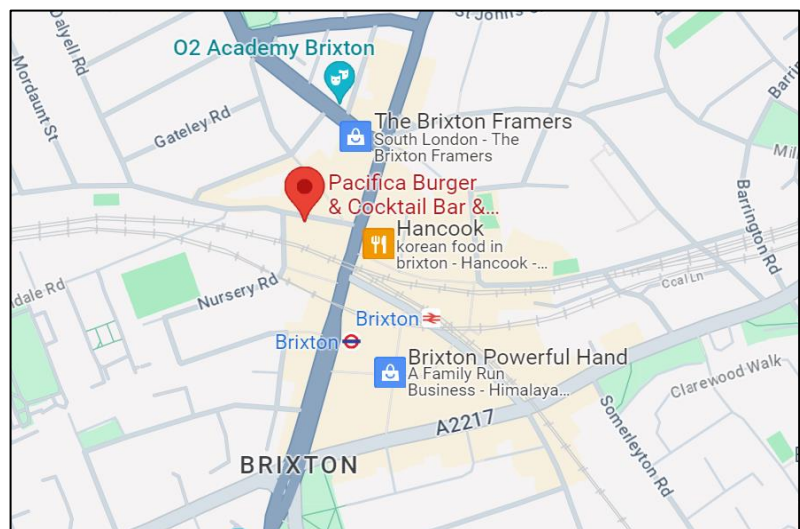 St Johns
Dalyell Rd
O2 Academy Brixton
Mordaunt St
Gateley Rd
The Brixton Framers
South London - The
Brixton Framers
Pacifica Burger
& Cocktail Bar &...
Hancook
korean food in
brixton - Hancook -...
Barrington Rd
Coal Ln
Nursery Rd
Brixton
Brixton
Brixton Powerful Hand
A Family Run
Business - Himalaya...
Clarewood Walk
A2217
Somerleyton Rd
BRIXTON